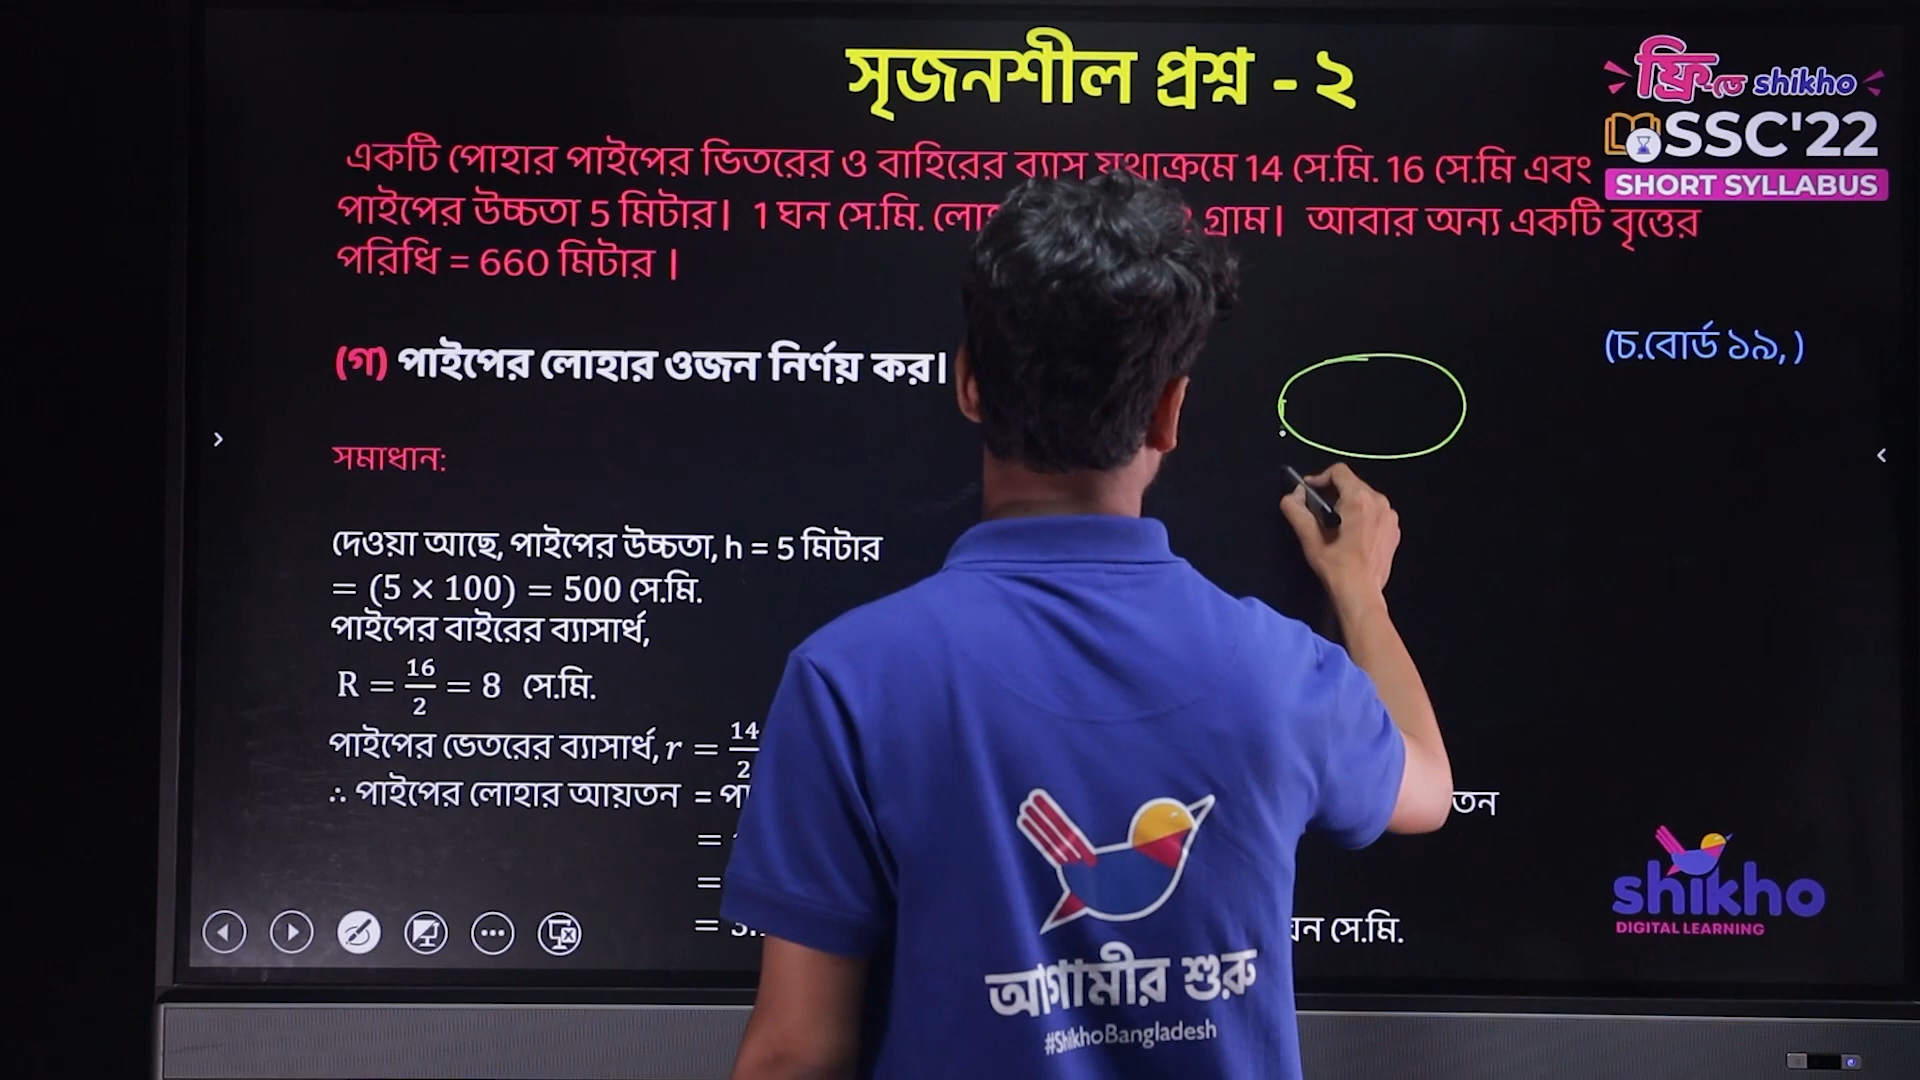 সৃজনশীল প্রশ্ন - ২
ফ্রি-তে shikho
SSC'22
SHORT SYLLABUS
একটি পোহার পাইপের ভিতরের ও বাহিরের ব্যাস যথাক্রমে 14 সে.মি. 16 সে.মি এবং
পাইপের উচ্চতা 5 মিটার। 1 ঘন সে.মি. গ্রাম। আবার অন্য একটি বৃত্তের
পরিধি = 660 মিটার ।
(চ.বোর্ড ১৯, )
(গ) পাইপের লোহার ওজন নির্ণয় কর।
সমাধান:
দেওয়া আছে, পাইপের উচ্চতা, h = 5 মিটার
= (5 × 100) = 500 সে.মি.
পাইপের বাইরের ব্যাসার্ধ,
R = 16/2 = 8 সে.মি.
পাইপের ভেতরের ব্যাসার্ধ, r = 14/2
∴ পাইপের লোহার আয়তন =
=
=
=
সে.মি.
shikho
DIGITAL LEARNING
আগামীর শুরু
#ShikhoBangladesh